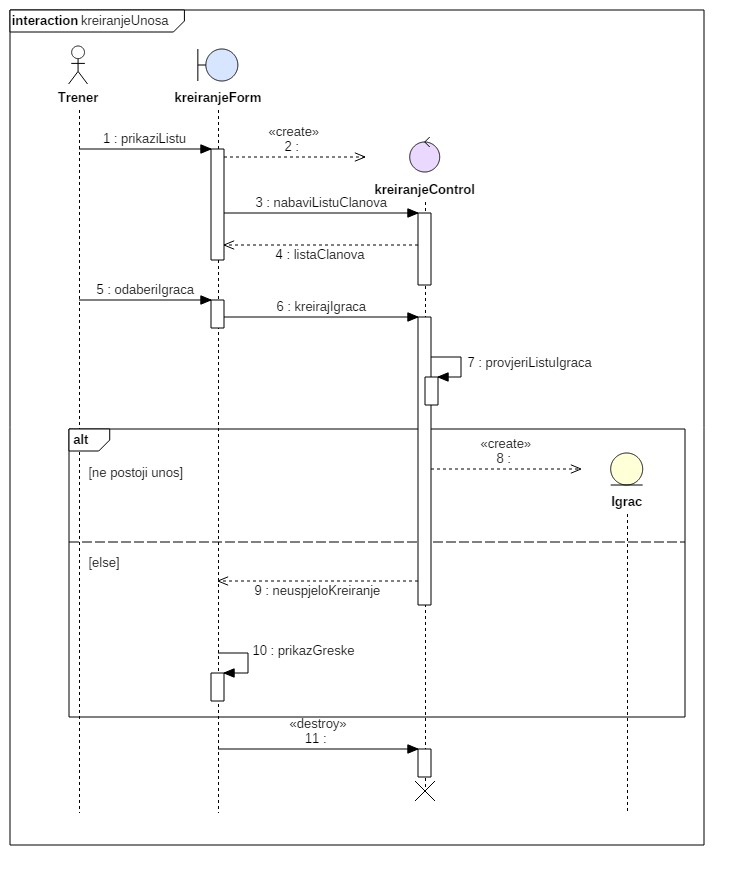 interaction kreiranjeUnosa
Trener
kreiranjeForm
1 : prikaziListu
«create»
2 :
kreiranjeControl
3 : nabaviListuClanova
4 : listaClanova
5 : odaberiIgraca
6 : kreirajIgraca
7 : provjeriListuIgraca
alt
«create»
8 :
[ne postoji unos]
Igrac
[else]
9 : neuspjeloKreiranje
10 : prikazGreske
«destroy»
11 :